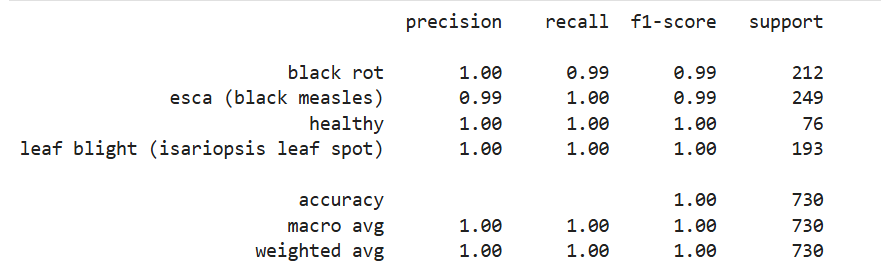 precision recall f1-score support
black rot 1.00 0.99 0.99 212
esca (black measles) 0.99 1.00 0.99 249
healthy 1.00 1.00 1.00 76
leaf blight (isariopsis leaf spot) 1.00 1.00 1.00 193
accuracy 1.00 730
macro avg 1.00 1.00 1.00 730
weighted avg 1.00 1.00 1.00 730